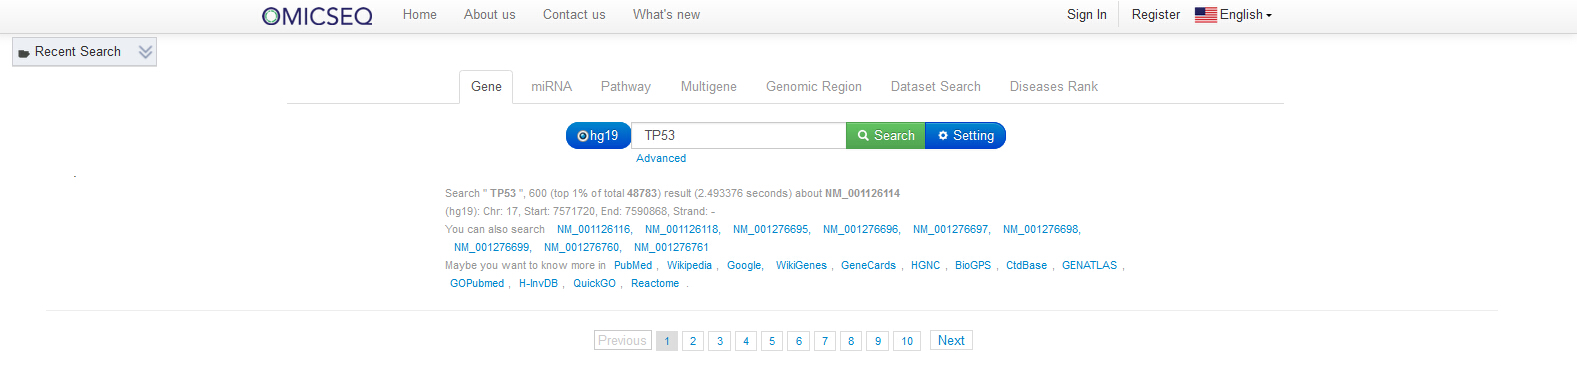 OMICSEQ Home About us Contact us What's new Sign In Register English
Recent Search
Gene miRNA Pathway Multigene Genomic Region Dataset Search Diseases Rank
hg19 TP53 Search Setting
Advanced
Search " TP53 ", 600 (top 1% of total 48783) result (2.493376 seconds) about NM_001126114
(hg19): Chr: 17, Start: 7571720, End: 7590868, Strand: -
You can also search NM_001126116, NM_001126118, NM_001276695, NM_001276696, NM_001276697, NM_001276698,
NM_001276699, NM_001276760, NM_001276761
Maybe you want to know more in PubMed , Wikipedia , Google, WikiGenes , GeneCards , HGNC , BioGPS , CtdBase , GENATLAS ,
GOPubmed , H-InvDB , QuickGO , Reactome .
Previous 1 2 3 4 5 6 7 8 9 10 Next